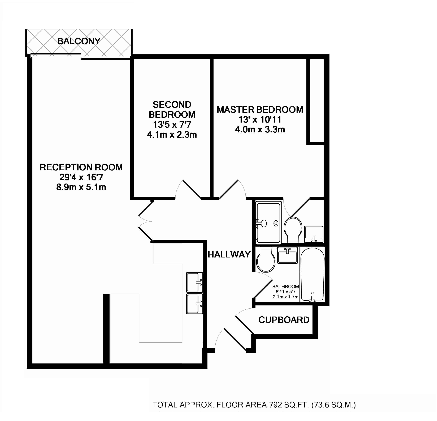 BALCONY
SECOND
BEDROOM
13'5 x 7'7
4.1m x 2.3m
MASTER BEDROOM
13' x 10'11
4.0m x 3.3m
RECEPTION ROOM
29'4 x 16'7
8.9m x 5.1m
HALLWAY
BATHROOM
CUPBOARD
TOTAL APPROX. FLOOR AREA 792 SQ.FT. (73.6 SQ.M.)